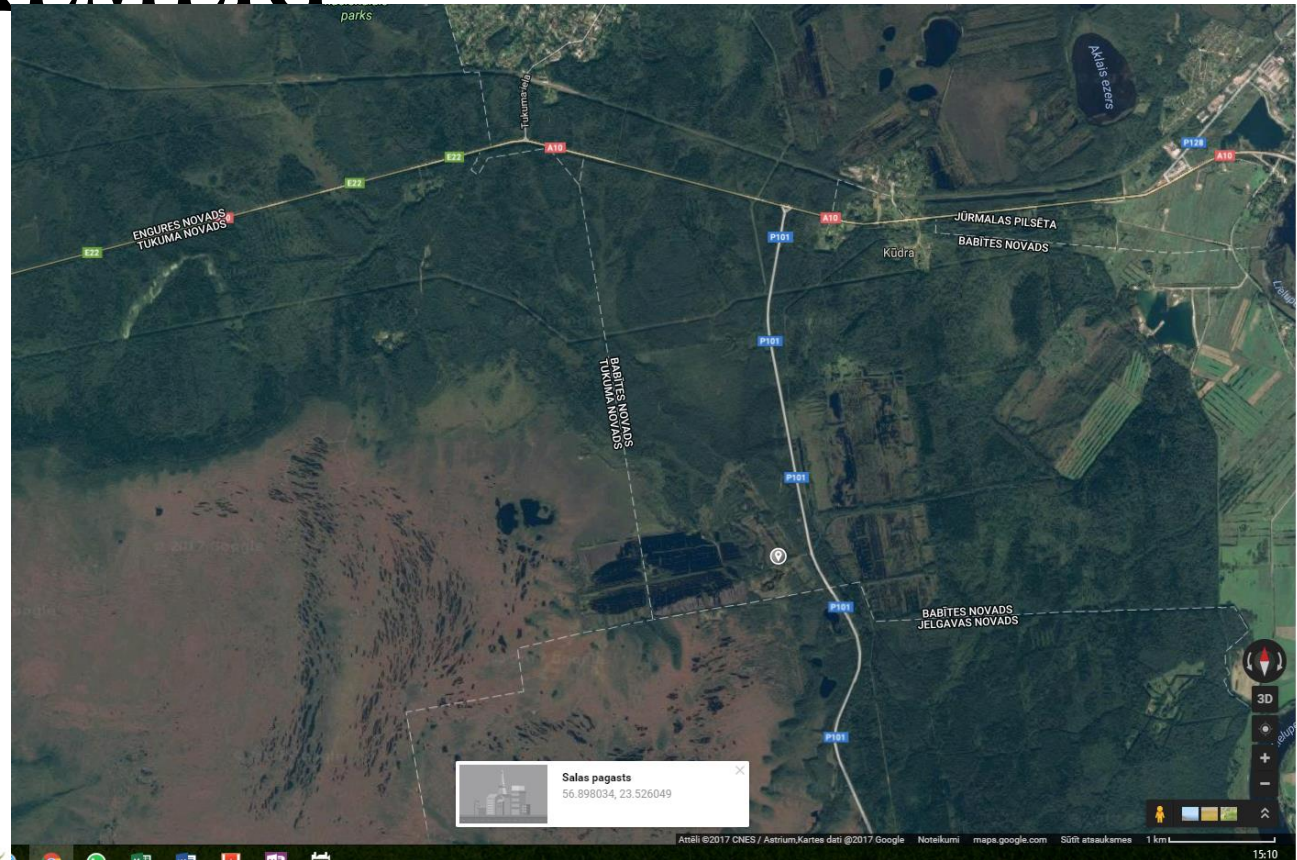 parks
Tukuma iela
Aklais ezers
P128
A10
A10
E22
E22
ENGURES NOVADS
TUKUMA NOVADS
E22
A10
JŪRMALAS PILSĒTA
BABĪTES NOVADS
P101
Kūdra
P101
BABĪTES NOVADS
TUKUMA NOVADS
P101
P101
BABĪTES NOVADS
JELGAVAS NOVADS
3D
P101
Salas pagasts
56.898034, 23.526049
Attēli ©2017 CNES / Astrium,Kartes dati ©2017 Google Noteikumi maps.google.com Sūtīt atsauksmes 1 km
15:10